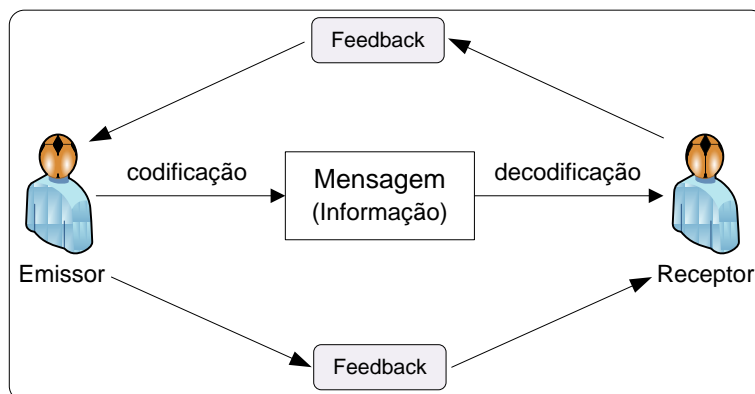 Feedback
codificação
Mensagem
(Informação)
decodificação
Emissor
Receptor
Feedback